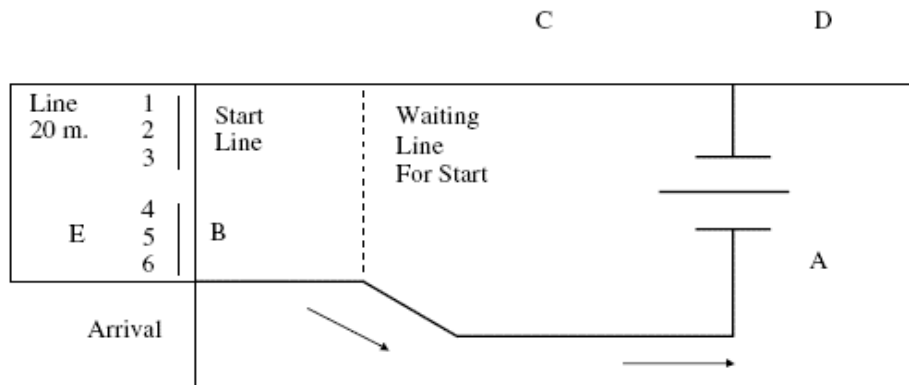 C
D
Line
20 m.
1
2
3
Start
Line
Waiting
Line
For Start
4
5
6
E
B
A
Arrival